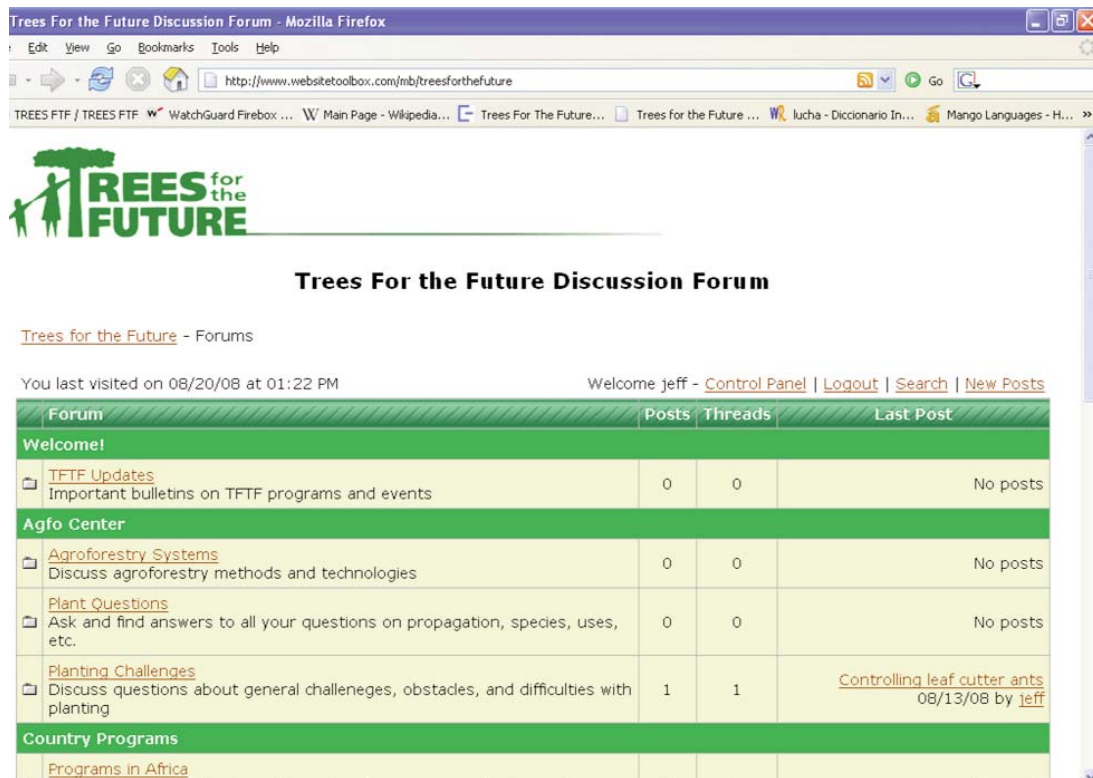 Trees For the Future Discussion Forum - Mozilla Firefox
Edit View Go Bookmarks Tools Help
http://www.websitetoolbox.com/mb/treesforthefuture Go G
TREES FTF / TREES FTF WatchGuard Firebox ... W Main Page - Wikipedia... Trees For The Future... Trees for the Future ... WR lucha - Diccionario In... Mango Languages - H... »
TREES for the
FUTURE
Trees For the Future Discussion Forum
Trees for the Future - Forums
You last visited on 08/20/08 at 01:22 PM Welcome jeff - Control Panel | Logout | Search | New Posts
Forum Posts Threads Last Post
Welcome!
TFTF Updates
Important bulletins on TFTF programs and events 0 0 No posts
Agfo Center
Agroforestry Systems
Discuss agroforestry methods and technologies 0 0 No posts
Plant Questions
Ask and find answers to all your questions on propagation, species, uses, 0 0 No posts
etc.
Planting Challenges
Discuss questions about general challeneges, obstacles, and difficulties with 1 1 Controlling leaf cutter ants
planting 08/13/08 by jeff
Country Programs
Programs in Africa